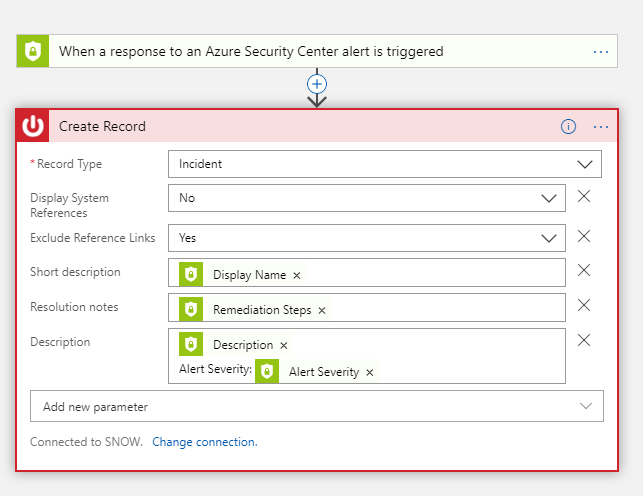 When a response to an Azure Security Center alert is triggered
Create Record
* Record Type
Incident
Display System
References
No
Exclude Reference Links
Yes
Short description
Display Name ×
Resolution notes
Remediation Steps ×
Description
Description ×
Alert Severity: Alert Severity ×
Add new parameter
Connected to SNOW. Change connection.